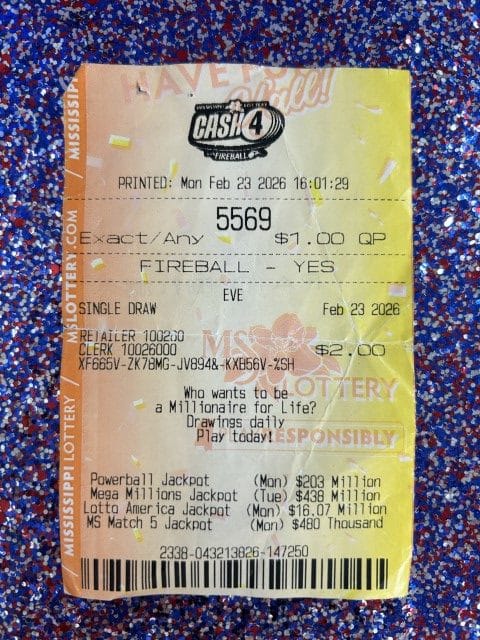 HAVE FUN
Y'all!
MISSISSIPPI LOTTERY
CASH 4
FIREBALL
PRINTED: Mon Feb 23 2026 16:01:29
5569
Exact/Any $1.00 QP
FIREBALL - YES
EVE
SINGLE DRAW Feb 23 2026
RETAILER 100200
CLERK 10026000 $2.00
XF665V-ZK7BMG-JV894&-KXB56V-%SH
MS LOTTERY
Who wants to be
a Millionaire for Life?
Drawings daily
Play today!
RESPONSIBLY
Powerball Jackpot (Mon) $203 Million
Mega Millions Jackpot (Tue) $438 Million
Lotto America Jackpot (Mon) $16.07 Million
MS Match 5 Jackpot (Mon) $480 Thousand
2338-043213826-147250
MISSISSIPPI LOTTERY / MSLOTTERY.COM / MISSISSIPPI